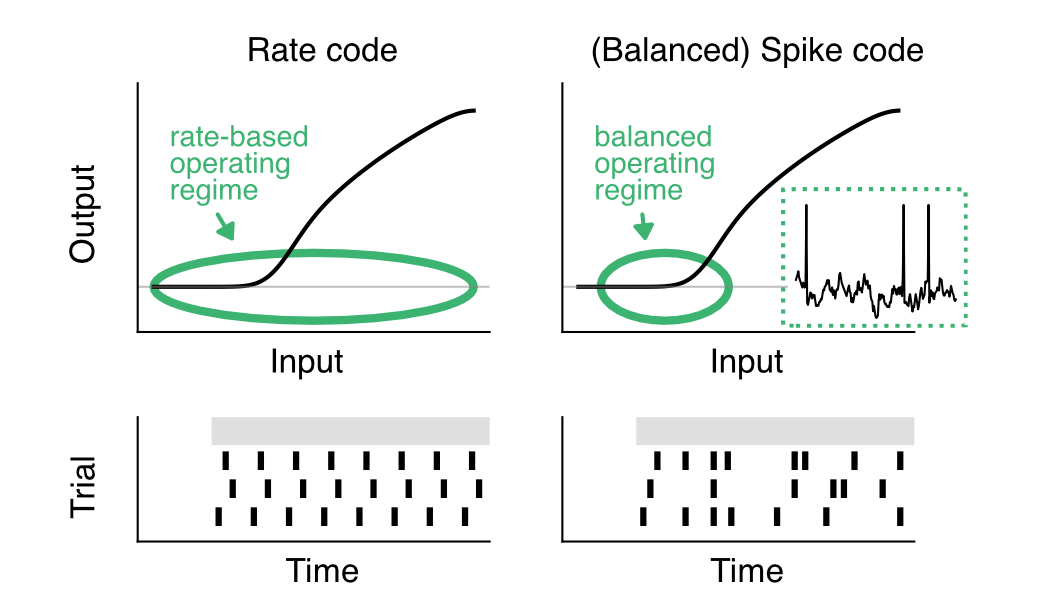 Rate code
rate-based
operating
regime
Output
Input
(Balanced) Spike code
balanced
operating
regime
Input
Trial
Time
Time